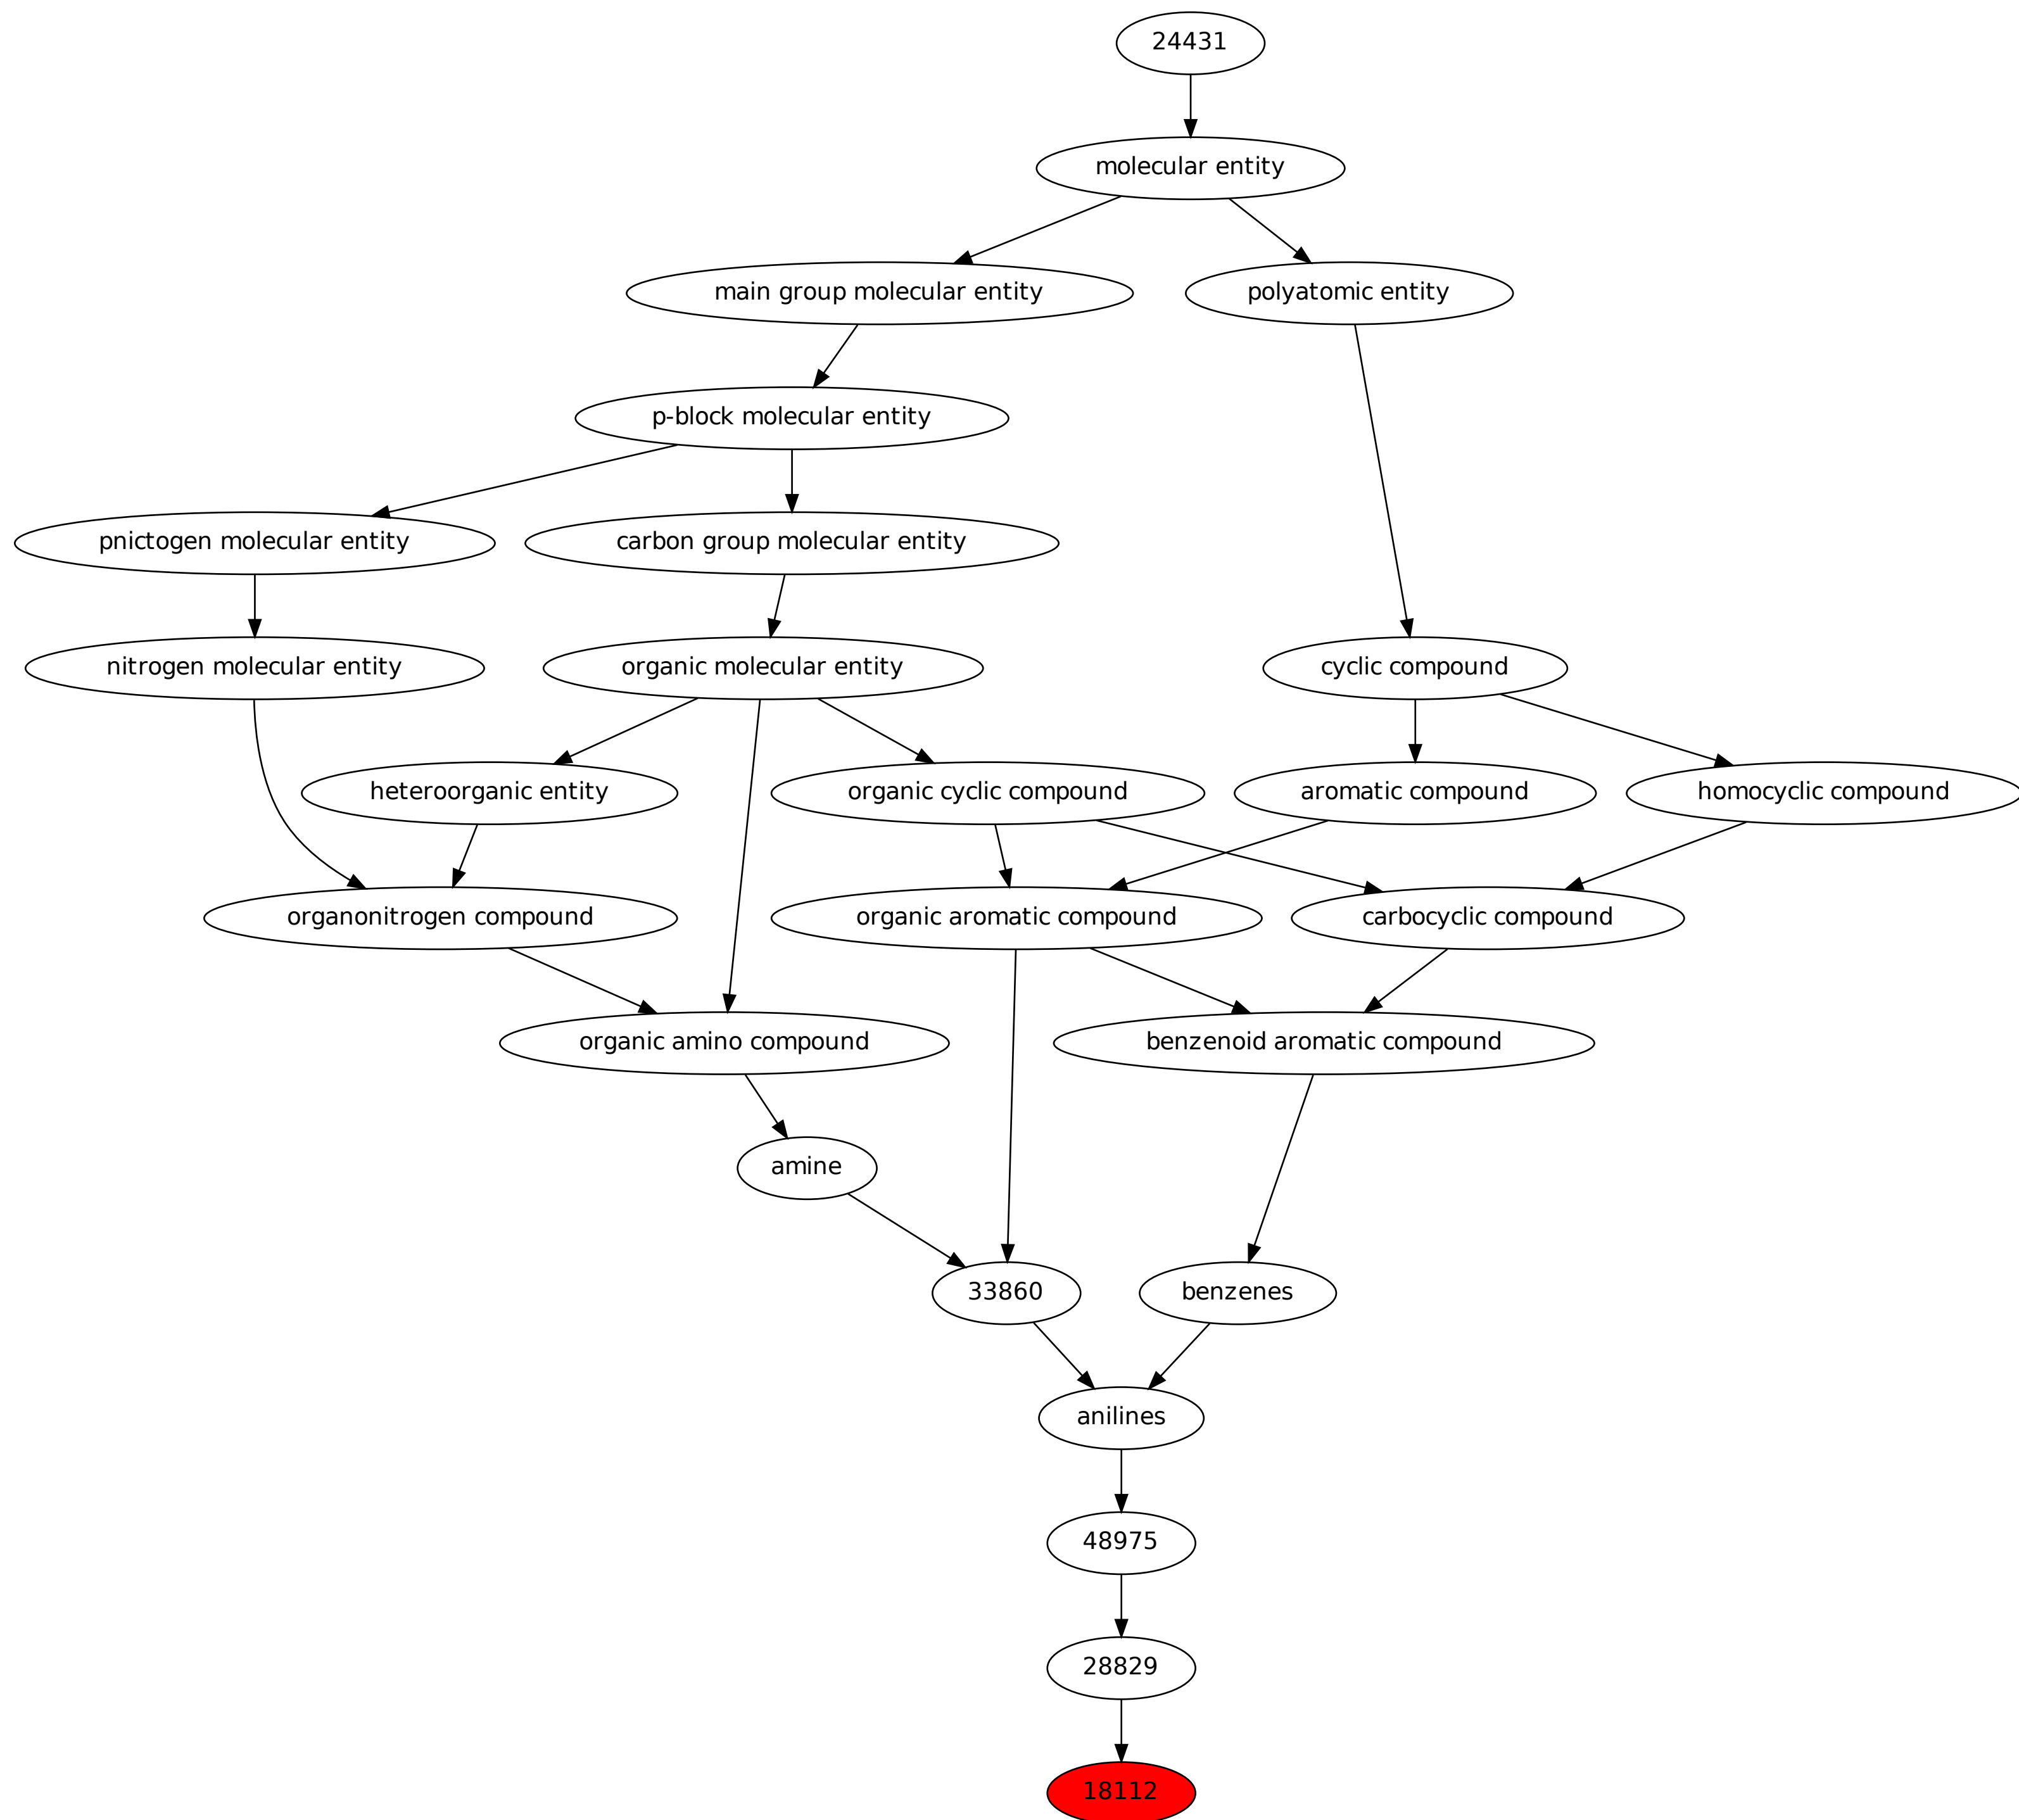 24431
molecular entity
main group molecular entity
polyatomic entity
p-block molecular entity
pnictogen molecular entity
carbon group molecular entity
nitrogen molecular entity
organic molecular entity
cyclic compound
heteroorganic entity
organic cyclic compound
aromatic compound
homocyclic compound
organonitrogen compound
organic aromatic compound
carbocyclic compound
organic amino compound
benzenoid aromatic compound
amine
33860
benzenes
anilines
48975
28829
18112